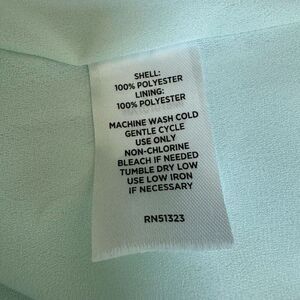 SHELL:
100% POLYESTER
LINING:
100% POLYESTER
MACHINE WASH COLD
GENTLE CYCLE
USE ONLY
NON-CHLORINE
BLEACH IF NEEDED
TUMBLE DRY LOW
USE LOW IRON
IF NECESSARY
RN51323